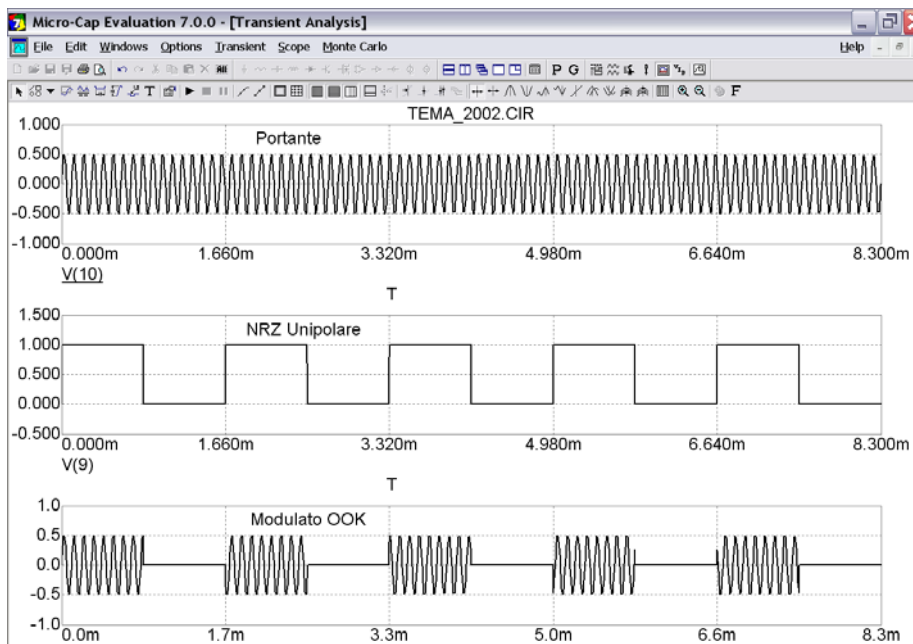 Micro-Cap Evaluation 7.0.0 - [Transient Analysis]
File Edit Windows Options Transient Scope Monte Carlo Help
T P G
F
TEMA_2002.CIR
Portante
1.000
0.500
0.000
-0.500
-1.000
0.000m 1.660m 3.320m 4.980m 6.640m 8.300m
V(10)
T
NRZ Unipolare
1.500
1.000
0.500
0.000
-0.500
0.000m 1.660m 3.320m 4.980m 6.640m 8.300m
V(9)
T
Modulato OOK
1.0
0.5
0.0
-0.5
-1.0
0.0m 1.7m 3.3m 5.0m 6.6m 8.3m